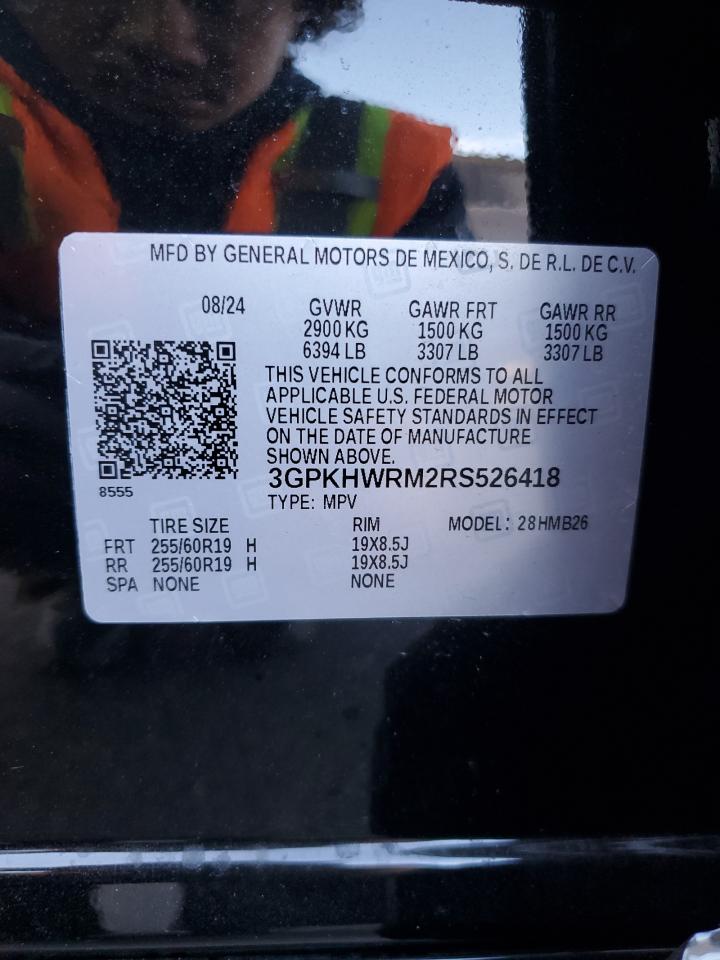 MFD BY GENERAL MOTORS DE MEXICO, S. DE R.L. DE C.V.
08/24 GVWR GAWR FRT GAWR RR
2900 KG 1500 KG 1500 KG
6394 LB 3307 LB 3307 LB
THIS VEHICLE CONFORMS TO ALL
APPLICABLE U.S. FEDERAL MOTOR
VEHICLE SAFETY STANDARDS IN EFFECT
ON THE DATE OF MANUFACTURE
SHOWN ABOVE.
3GPKHWRM2RS526418
8555
TYPE: MPV
TIRE SIZE RIM MODEL: 28HMB26
FRT 255/60R19 H 19X8.5J
RR 255/60R19 H 19X8.5J
SPA NONE NONE